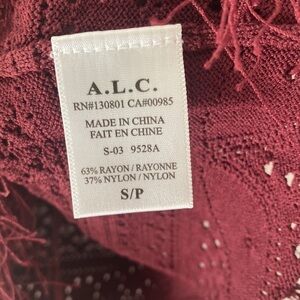 A.L.C.
RN#130801 CA#00985
MADE IN CHINA
FAIT EN CHINE
S-03 9528A
63% RAYON / RAYONNE
37% NYLON / NYLON
S/P